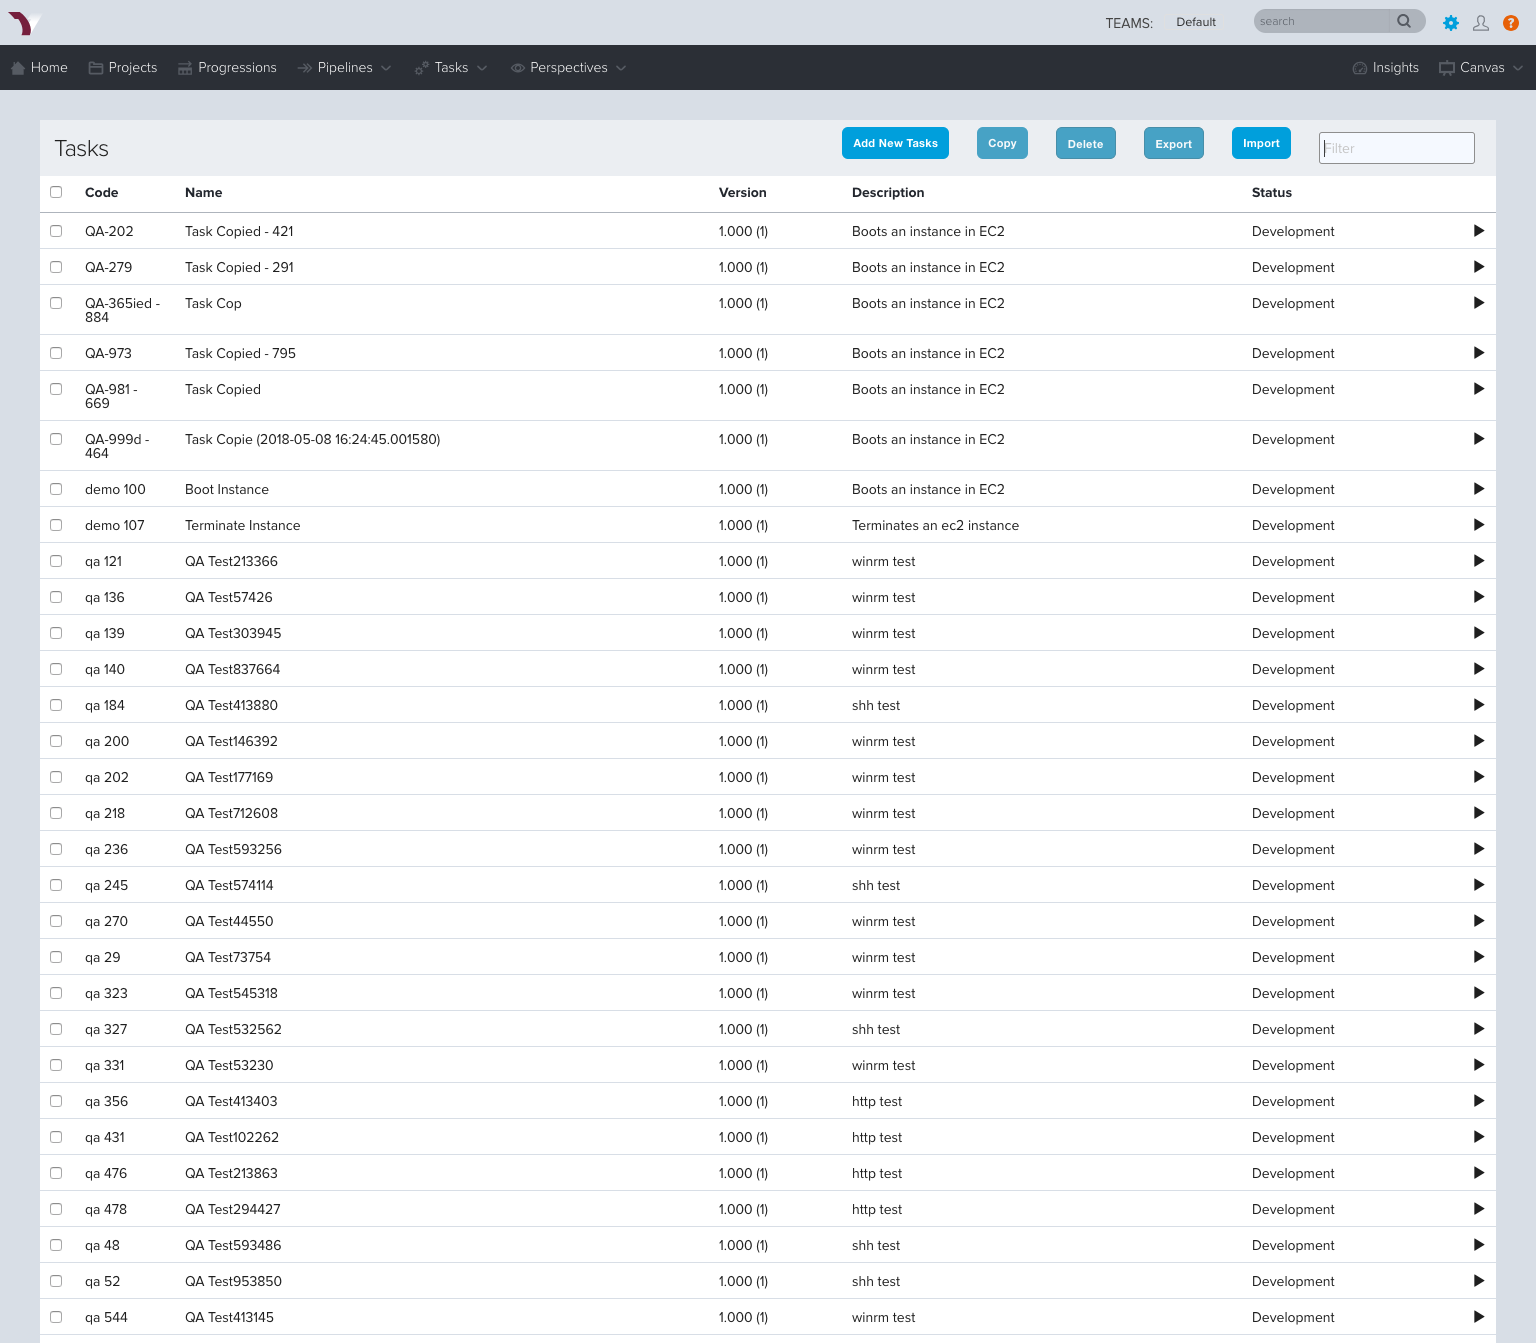 TEAMS: Default search ?
Home Projects Progressions Pipelines Tasks Perspectives Insights Canvas
Tasks Add New Tasks Copy Delete Export Import Filter
Code Name Version Description Status
QA-202 Task Copied - 421 1.000 (1) Boots an instance in EC2 Development
QA-279 Task Copied - 291 1.000 (1) Boots an instance in EC2 Development
QA-365ied - Task Cop 1.000 (1) Boots an instance in EC2 Development
884
QA-973 Task Copied - 795 1.000 (1) Boots an instance in EC2 Development
QA-981 - Task Copied 1.000 (1) Boots an instance in EC2 Development
669
QA-999d - Task Copie (2018-05-08 16:24:45.001580) 1.000 (1) Boots an instance in EC2 Development
464
demo 100 Boot Instance 1.000 (1) Boots an instance in EC2 Development
demo 107 Terminate Instance 1.000 (1) Terminates an ec2 instance Development
qa 121 QA Test213366 1.000 (1) winrm test Development
qa 136 QA Test57426 1.000 (1) winrm test Development
qa 139 QA Test303945 1.000 (1) winrm test Development
qa 140 QA Test837664 1.000 (1) winrm test Development
qa 184 QA Test413880 1.000 (1) shh test Development
qa 200 QA Test146392 1.000 (1) winrm test Development
qa 202 QA Test177169 1.000 (1) winrm test Development
qa 218 QA Test712608 1.000 (1) winrm test Development
qa 236 QA Test593256 1.000 (1) winrm test Development
qa 245 QA Test574114 1.000 (1) shh test Development
qa 270 QA Test44550 1.000 (1) winrm test Development
qa 29 QA Test73754 1.000 (1) winrm test Development
qa 323 QA Test545318 1.000 (1) winrm test Development
qa 327 QA Test532562 1.000 (1) shh test Development
qa 331 QA Test53230 1.000 (1) winrm test Development
qa 356 QA Test413403 1.000 (1) http test Development
qa 431 QA Test102262 1.000 (1) http test Development
qa 476 QA Test213863 1.000 (1) http test Development
qa 478 QA Test294427 1.000 (1) http test Development
qa 48 QA Test593486 1.000 (1) shh test Development
qa 52 QA Test953850 1.000 (1) shh test Development
qa 544 QA Test413145 1.000 (1) winrm test Development